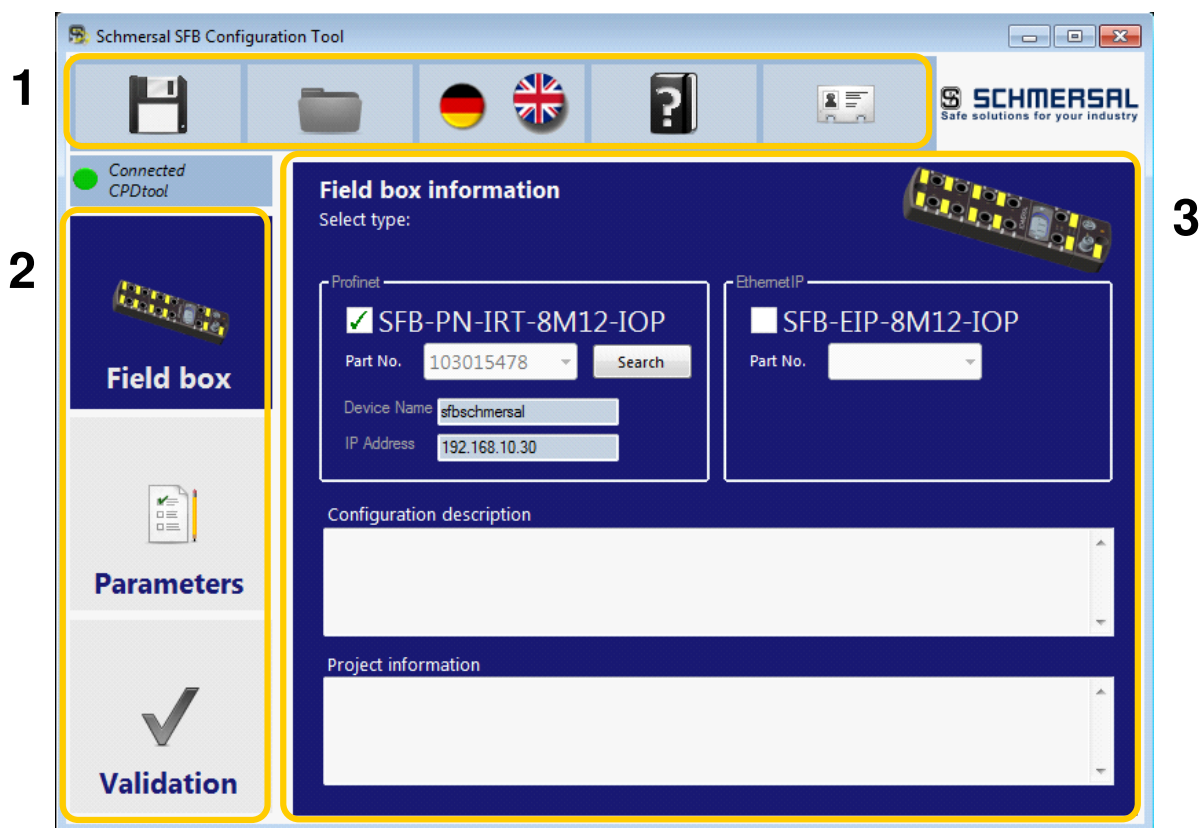 Schmersal SFB Configuration Tool
1
?
SCHMERSAL
Safe solutions for your industry
Connected
CPDtool
Field box information
Select type:
3
2
Profinet
EthernetIP
SFB-PN-IRT-8M12-IOP
SFB-EIP-8M12-IOP
Part No. 103015478 Search
Part No.
Field box
Device Name sfbschmersal
IP Address 192.168.10.30
Configuration description
Parameters
Project information
Validation